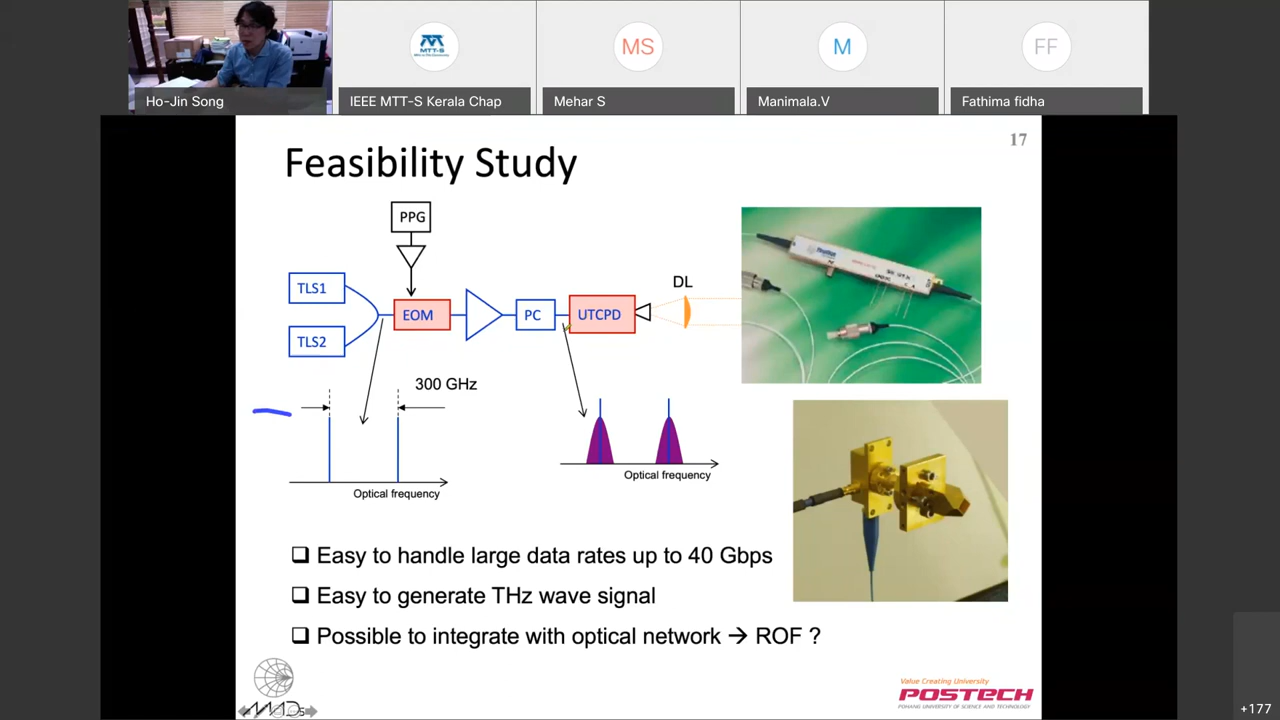 MTT-S
MS
M
FF
Ho-Jin Song
IEEE MTT-S Kerala Chap
Mehar S
Manimala.V
Fathima fidha
17
Feasibility Study
PPG
TLS1
EOM
PC
UTCPD
DL
TLS2
300 GHz
Optical frequency
Optical frequency
❑ Easy to handle large data rates up to 40 Gbps
❑ Easy to generate THz wave signal
❑ Possible to integrate with optical network → ROF ?
Value Creating University
POSTECH
POHANG UNIVERSITY OF SCIENCE AND TECHNOLOGY
+177